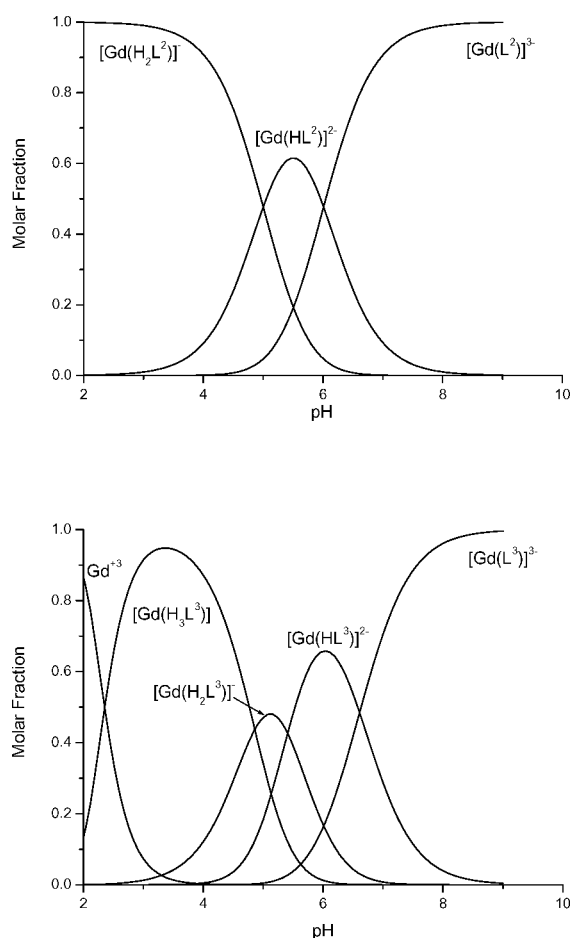 1.0
[Gd(H₂L²)]⁻
[Gd(L²)]³⁻
0.8
[Gd(HL²)]²⁻
0.6
Molar Fraction
0.4
0.2
0.0
2 4 6 8 10
pH
1.0
Gd⁺³
[Gd(L³)]³⁻
[Gd(H₃L³)]
0.8
[Gd(HL³)]²⁻
0.6
[Gd(H₂L³)]⁻
Molar Fraction
0.4
0.2
0.0
2 4 6 8 10
pH